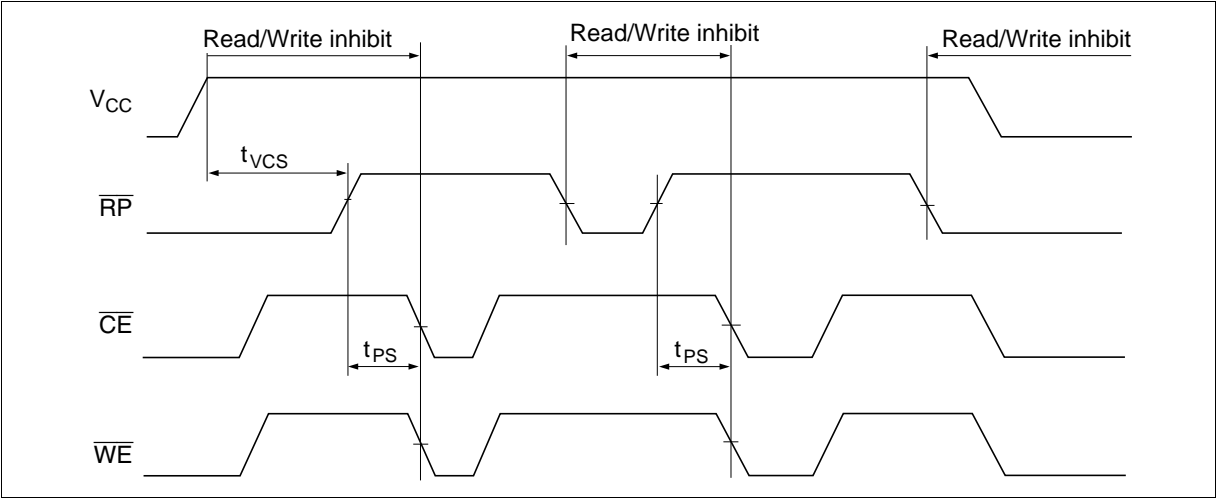 Read/Write inhibit
Read/Write inhibit
Read/Write inhibit
VCC
tVCS
RP
CE
tPS
tPS
WE